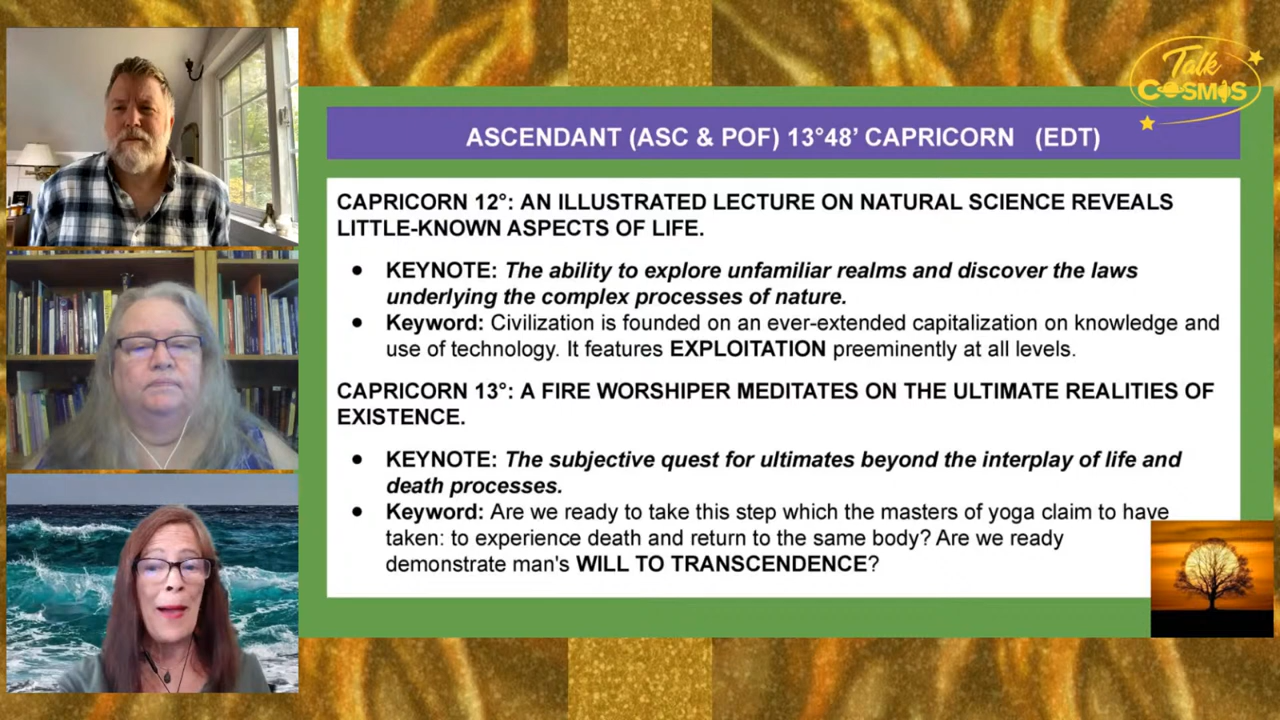 Talk
COSMOS
ASCENDANT (ASC & POF) 13°48’ CAPRICORN (EDT)
CAPRICORN 12°: AN ILLUSTRATED LECTURE ON NATURAL SCIENCE REVEALS
LITTLE-KNOWN ASPECTS OF LIFE.
● KEYNOTE: The ability to explore unfamiliar realms and discover the laws
underlying the complex processes of nature.
● Keyword: Civilization is founded on an ever-extended capitalization on knowledge and
use of technology. It features EXPLOITATION preeminently at all levels.
CAPRICORN 13°: A FIRE WORSHIPER MEDITATES ON THE ULTIMATE REALITIES OF
EXISTENCE.
● KEYNOTE: The subjective quest for ultimates beyond the interplay of life and
death processes.
● Keyword: Are we ready to take this step which the masters of yoga claim to have
taken: to experience death and return to the same body? Are we ready
demonstrate man's WILL TO TRANSCENDENCE?